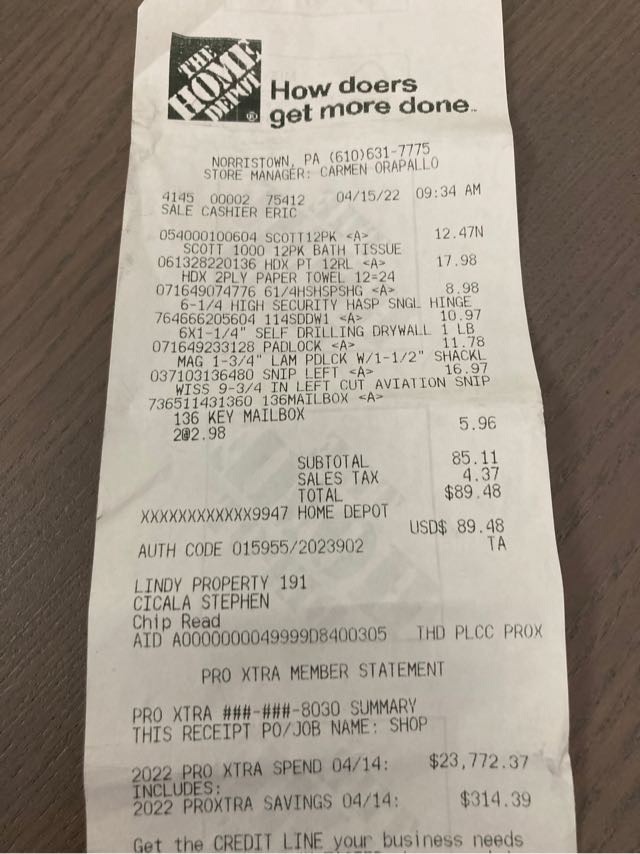 THE
HOME
DEPOT
How doers
get more done™
NORRISTOWN, PA (610)631-7775
STORE MANAGER: CARMEN ORAPALLO
4145 00002 75412 04/15/22 09:34 AM
SALE CASHIER ERIC
054000100604 SCOTT12PK <A> 12.47N
SCOTT 1000 12PK BATH TISSUE
061328220136 HDX PT 12RL <A> 17.98
HDX 2PLY PAPER TOWEL 12=24
071649074776 61/4HSHSPSHG <A> 8.98
6-1/4 HIGH SECURITY HASP SNGL HINGE
764666205604 114SDDW1 <A> 10.97
6X1-1/4" SELF DRILLING DRYWALL 1 LB
071649233128 PADLOCK <A> 11.78
MAG 1-3/4" LAM PDLCK W/1-1/2" SHACKL
037103136480 SNIP LEFT <A> 16.97
WISS 9-3/4 IN LEFT CUT AVIATION SNIP
736511431360 136MAILBOX <A>
136 KEY MAILBOX
2@2.98 5.96
SUBTOTAL 85.11
SALES TAX 4.37
TOTAL $89.48
XXXXXXXXXXXX9947 HOME DEPOT
USD$ 89.48
AUTH CODE 015955/2023902 TA
LINDY PROPERTY 191
CICALA STEPHEN
Chip Read
AID A0000000049999D8400305 THD PLCC PROX
PRO XTRA MEMBER STATEMENT
PRO XTRA ###-###-8030 SUMMARY
THIS RECEIPT PO/JOB NAME: SHOP
2022 PRO XTRA SPEND 04/14: $23,772.37
INCLUDES:
2022 PROXTRA SAVINGS 04/14: $314.39
Get the CREDIT LINE your business needs